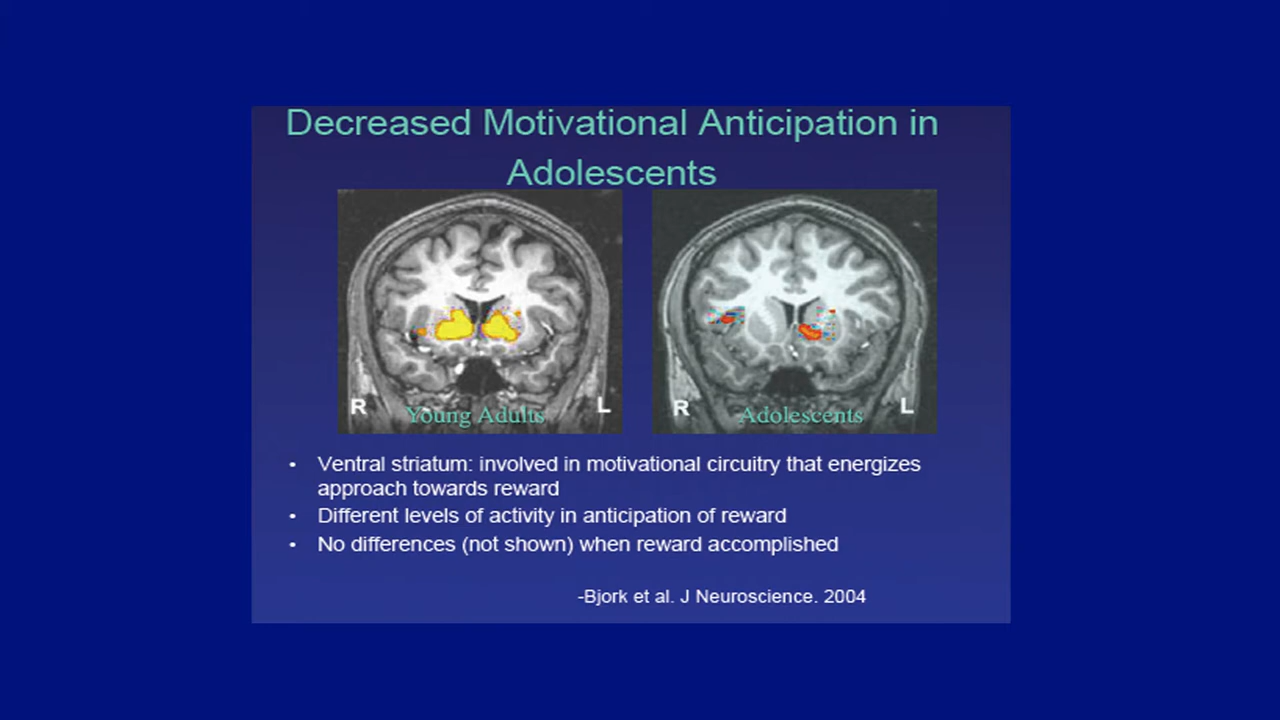 Decreased Motivational Anticipation in
Adolescents
R
L
Young Adults
R
L
Adolescents
• Ventral striatum: involved in motivational circuitry that energizes
approach towards reward
• Different levels of activity in anticipation of reward
• No differences (not shown) when reward accomplished
-Bjork et al. J Neuroscience. 2004